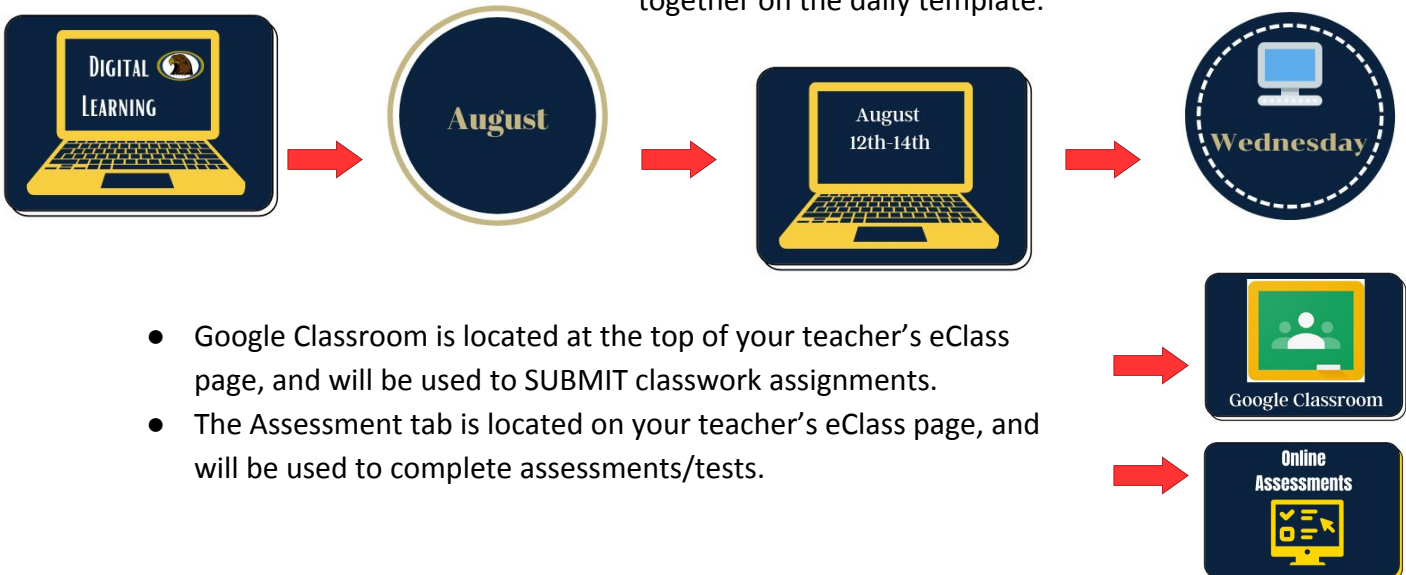 together on the daily template.
DIGITAL
LEARNING
August
August
12th-14th
Wednesday
● Google Classroom is located at the top of your teacher’s eClass
page, and will be used to SUBMIT classwork assignments.
● The Assessment tab is located on your teacher’s eClass page, and
will be used to complete assessments/tests.
Google Classroom
Online
Assessments